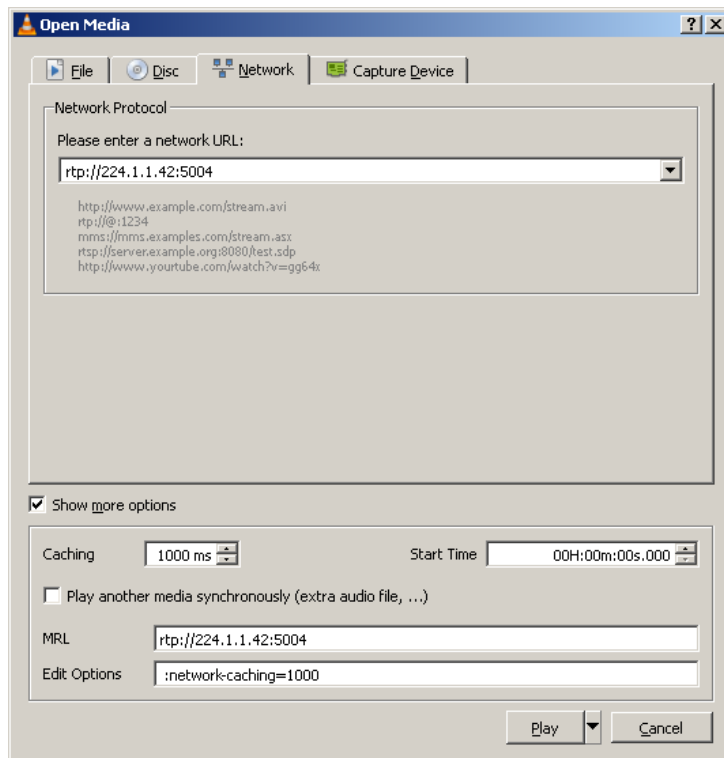 Open Media
File Disc Network Capture Device
Network Protocol
Please enter a network URL:
rtp://224.1.1.42:5004
http://www.example.com/stream.avi
rtp://@:1234
mms://mms.examples.com/stream.asx
rtsp://server.example.org:8080/test.sdp
http://www.yourtube.com/watch?v=gg64x
Show more options
Caching 1000 ms Start Time 00H:00m:00s.000
Play another media synchronously (extra audio file, ...)
MRL rtp://224.1.1.42:5004
Edit Options :network-caching=1000
Play Cancel